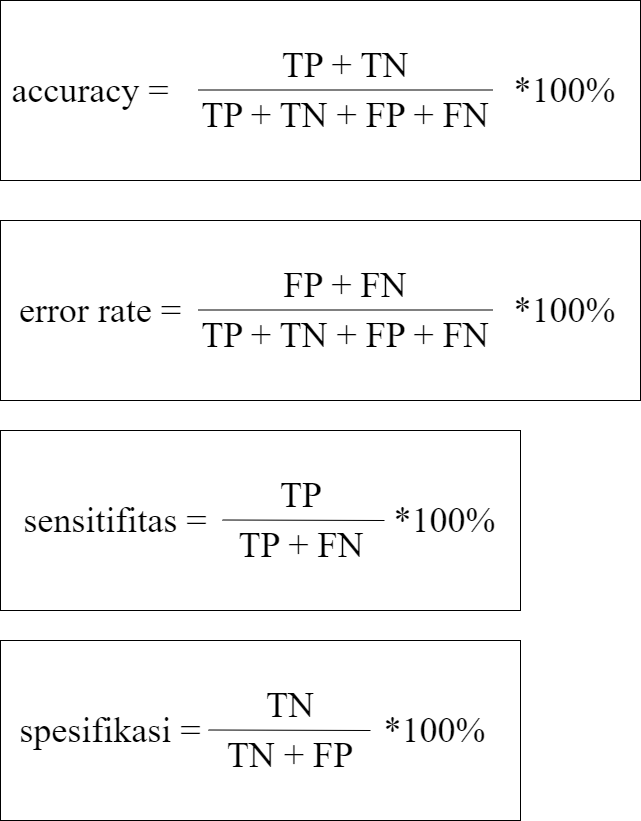 TP + TN
accuracy = *100%
TP + TN + FP + FN
FP + FN
error rate = *100%
TP + TN + FP + FN
TP
sensitifitas = *100%
TP + FN
TN
spesifikasi = *100%
TN + FP